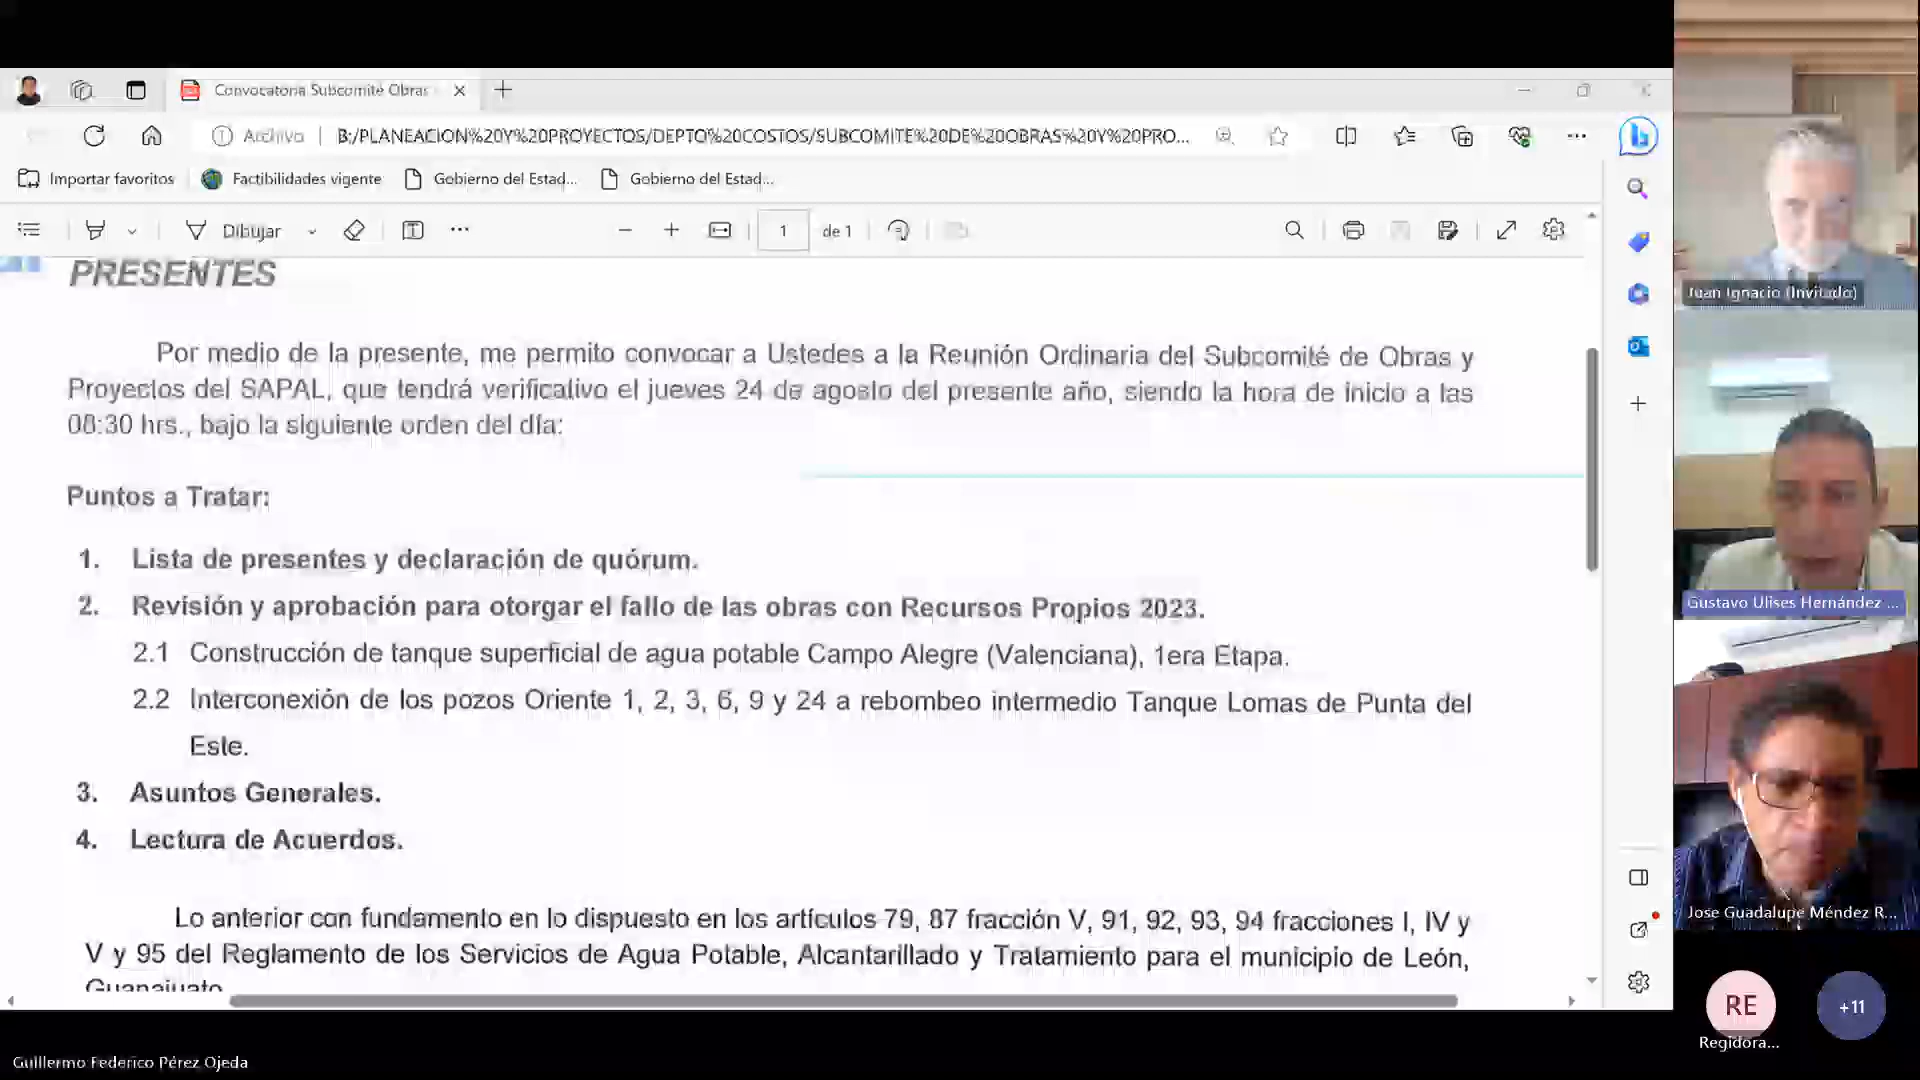 Convocatoria Subcomité Obras
Archivo
B:/PLANEACION%20Y%20PROYECTOS/DEPTO%20COSTOS/SUBCOMITE%20DE%20OBRAS%20Y%20PRO...
Importar favoritos
Factibilidades vigente
Gobierno del Estad...
Gobierno del Estad...
Dibujar
1
de 1
PRESENTES
Por medio de la presente, me permito convocar a Ustedes a la Reunión Ordinaria del Subcomité de Obras y
Proyectos del SAPAL, que tendrá verificativo el jueves 24 de agosto del presente año, siendo la hora de inicio a las
08:30 hrs., bajo la siguiente orden del día:
Puntos a Tratar:
1. Lista de presentes y declaración de quórum.
2. Revisión y aprobación para otorgar el fallo de las obras con Recursos Propios 2023.
2.1 Construcción de tanque superficial de agua potable Campo Alegre (Valenciana), 1era Etapa.
2.2 Interconexión de los pozos Oriente 1, 2, 3, 6, 9 y 24 a rebombeo intermedio Tanque Lomas de Punta del
Este.
3. Asuntos Generales.
4. Lectura de Acuerdos.
Lo anterior con fundamento en lo dispuesto en los artículos 79, 87 fracción V, 91, 92, 93, 94 fracciones I, IV y
V y 95 del Reglamento de los Servicios de Agua Potable, Alcantarillado y Tratamiento para el municipio de León,
Guanajuato
Juan Ignacio (Invitado)
Gustavo Ulises Hernández ...
Jose Guadalupe Méndez R...
RE
+11
Regidora...
Guillermo Federico Pérez Ojeda